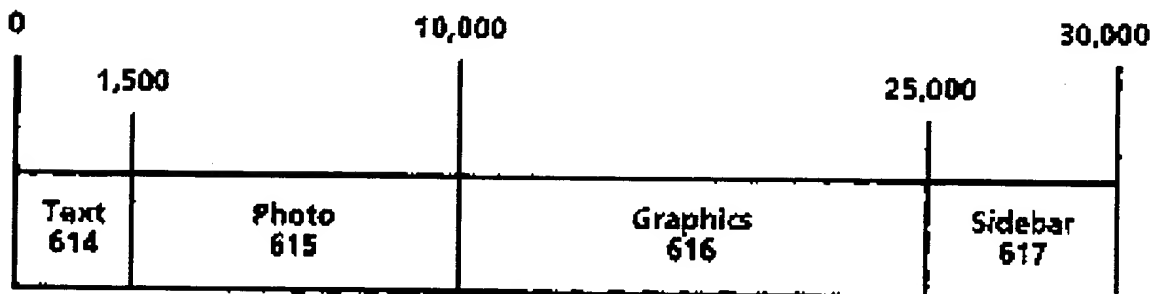 0
10,000
30,000
1,500
25,000
Text
614
Photo
615
Graphics
616
Sidebar
617